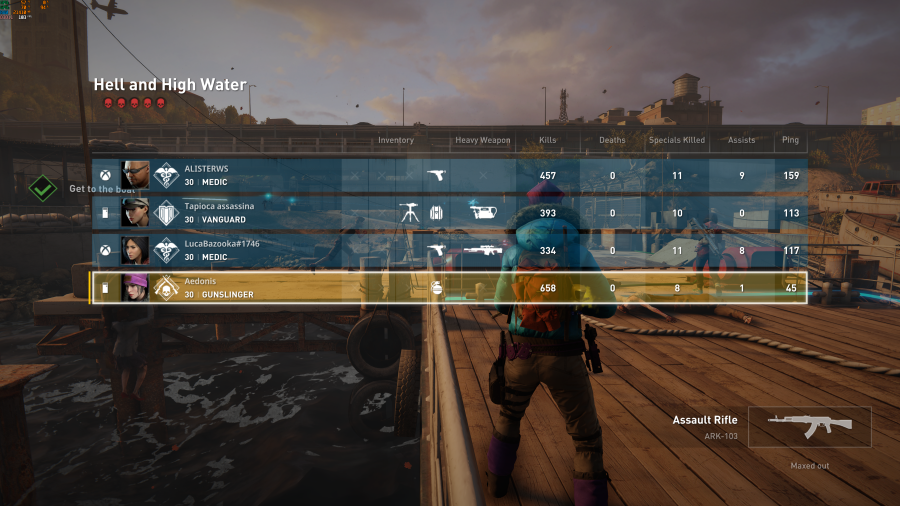 Hell and High Water
Inventory Heavy Weapon Kills Deaths Specials Killed Assists Ping
ALISTERWS
30 | MEDIC 457 0 11 9 159
Get to the boat
Tapioca assassina
30 | VANGUARD 393 0 10 0 113
LucaBazooka#1746
30 | MEDIC 334 0 11 8 117
Aedonis
30 | GUNSLINGER 658 0 8 1 45
Assault Rifle
ARK-103
Maxed out